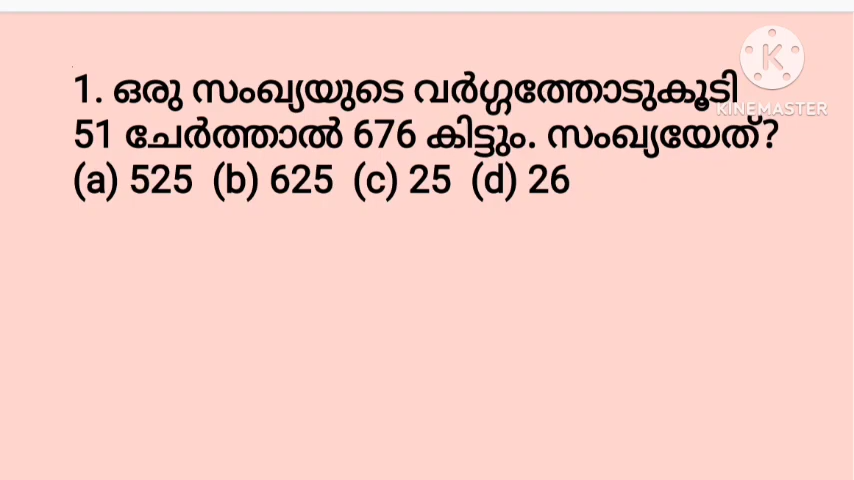 KINEMASTER
1. ഒരു സംഖ്യയുടെ വർഗ്ഗത്തോടുകൂടി
51 ചേർത്താൽ 676 കിട്ടും. സംഖ്യയേത്?
(a) 525 (b) 625 (c) 25 (d) 26